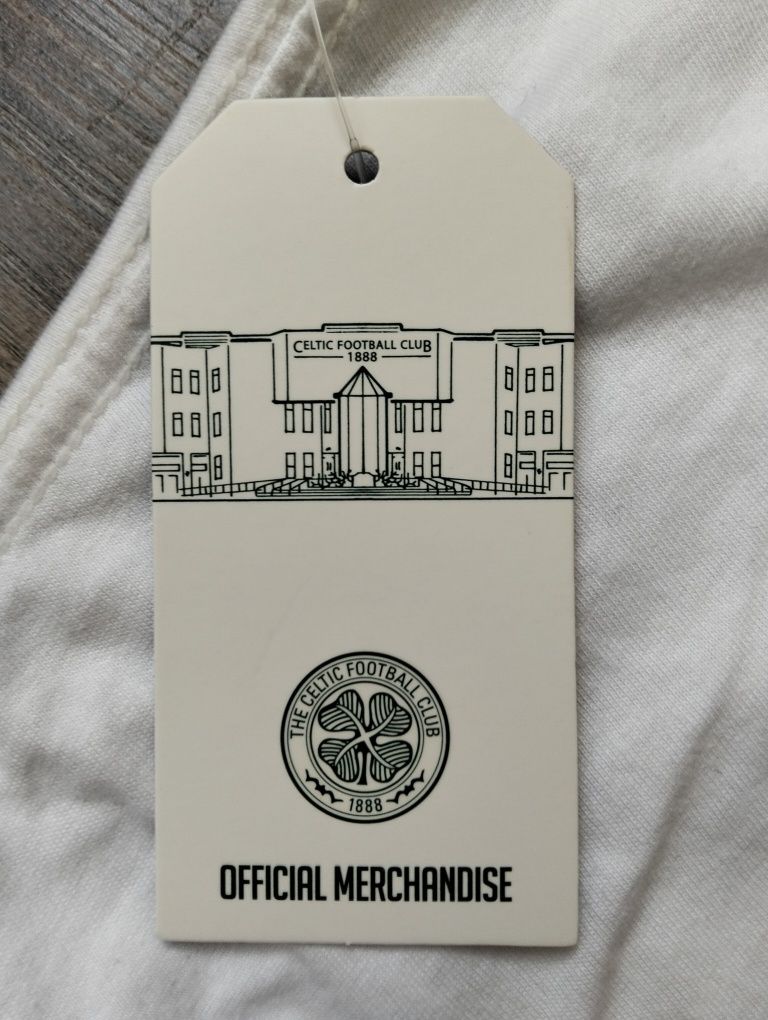 CELTIC FOOTBALL CLUB
1888
THE CELTIC FOOTBALL CLUB
1888
OFFICIAL MERCHANDISE